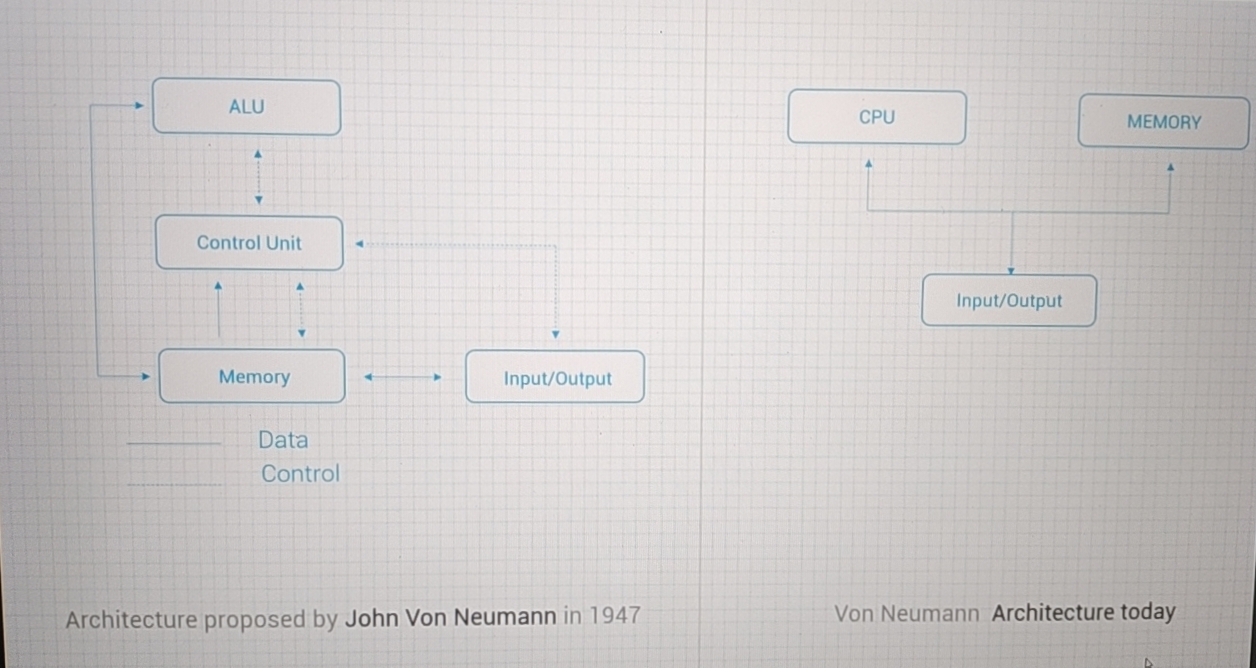 ALU
Control Unit
Memory
Input/Output
Data
Control
Architecture proposed by John Von Neumann in 1947
CPU
MEMORY
Input/Output
Von Neumann Architecture today